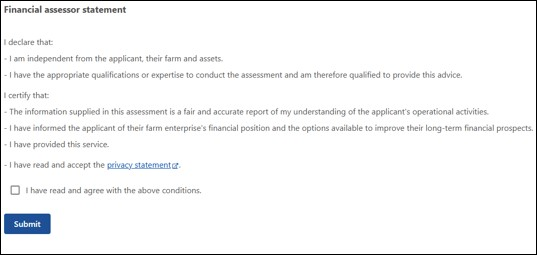 Financial assessor statement
I declare that:
- I am independent from the applicant, their farm and assets.
- I have the appropriate qualifications or expertise to conduct the assessment and am therefore qualified to provide this advice.
I certify that:
- The information supplied in this assessment is a fair and accurate report of my understanding of the applicant's operational activities.
- I have informed the applicant of their farm enterprise's financial position and the options available to improve their long-term financial prospects.
- I have provided this service.
- I have read and accept the privacy statement.
I have read and agree with the above conditions.
Submit